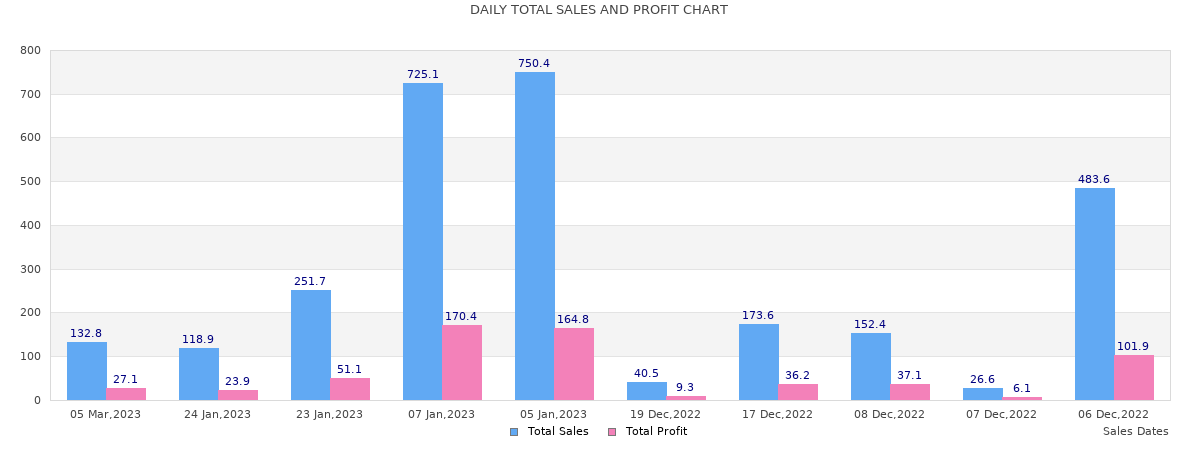 DAILY TOTAL SALES AND PROFIT CHART
800
700
600
500
400
300
200
100
0
132.8
27.1
118.9
23.9
251.7
51.1
725.1
170.4
750.4
164.8
40.5
9.3
173.6
36.2
152.4
37.1
26.6
6.1
483.6
101.9
05 Mar,2023
24 Jan,2023
23 Jan,2023
07 Jan,2023
05 Jan,2023
19 Dec,2022
17 Dec,2022
08 Dec,2022
07 Dec,2022
06 Dec,2022
Total Sales
Total Profit
Sales Dates